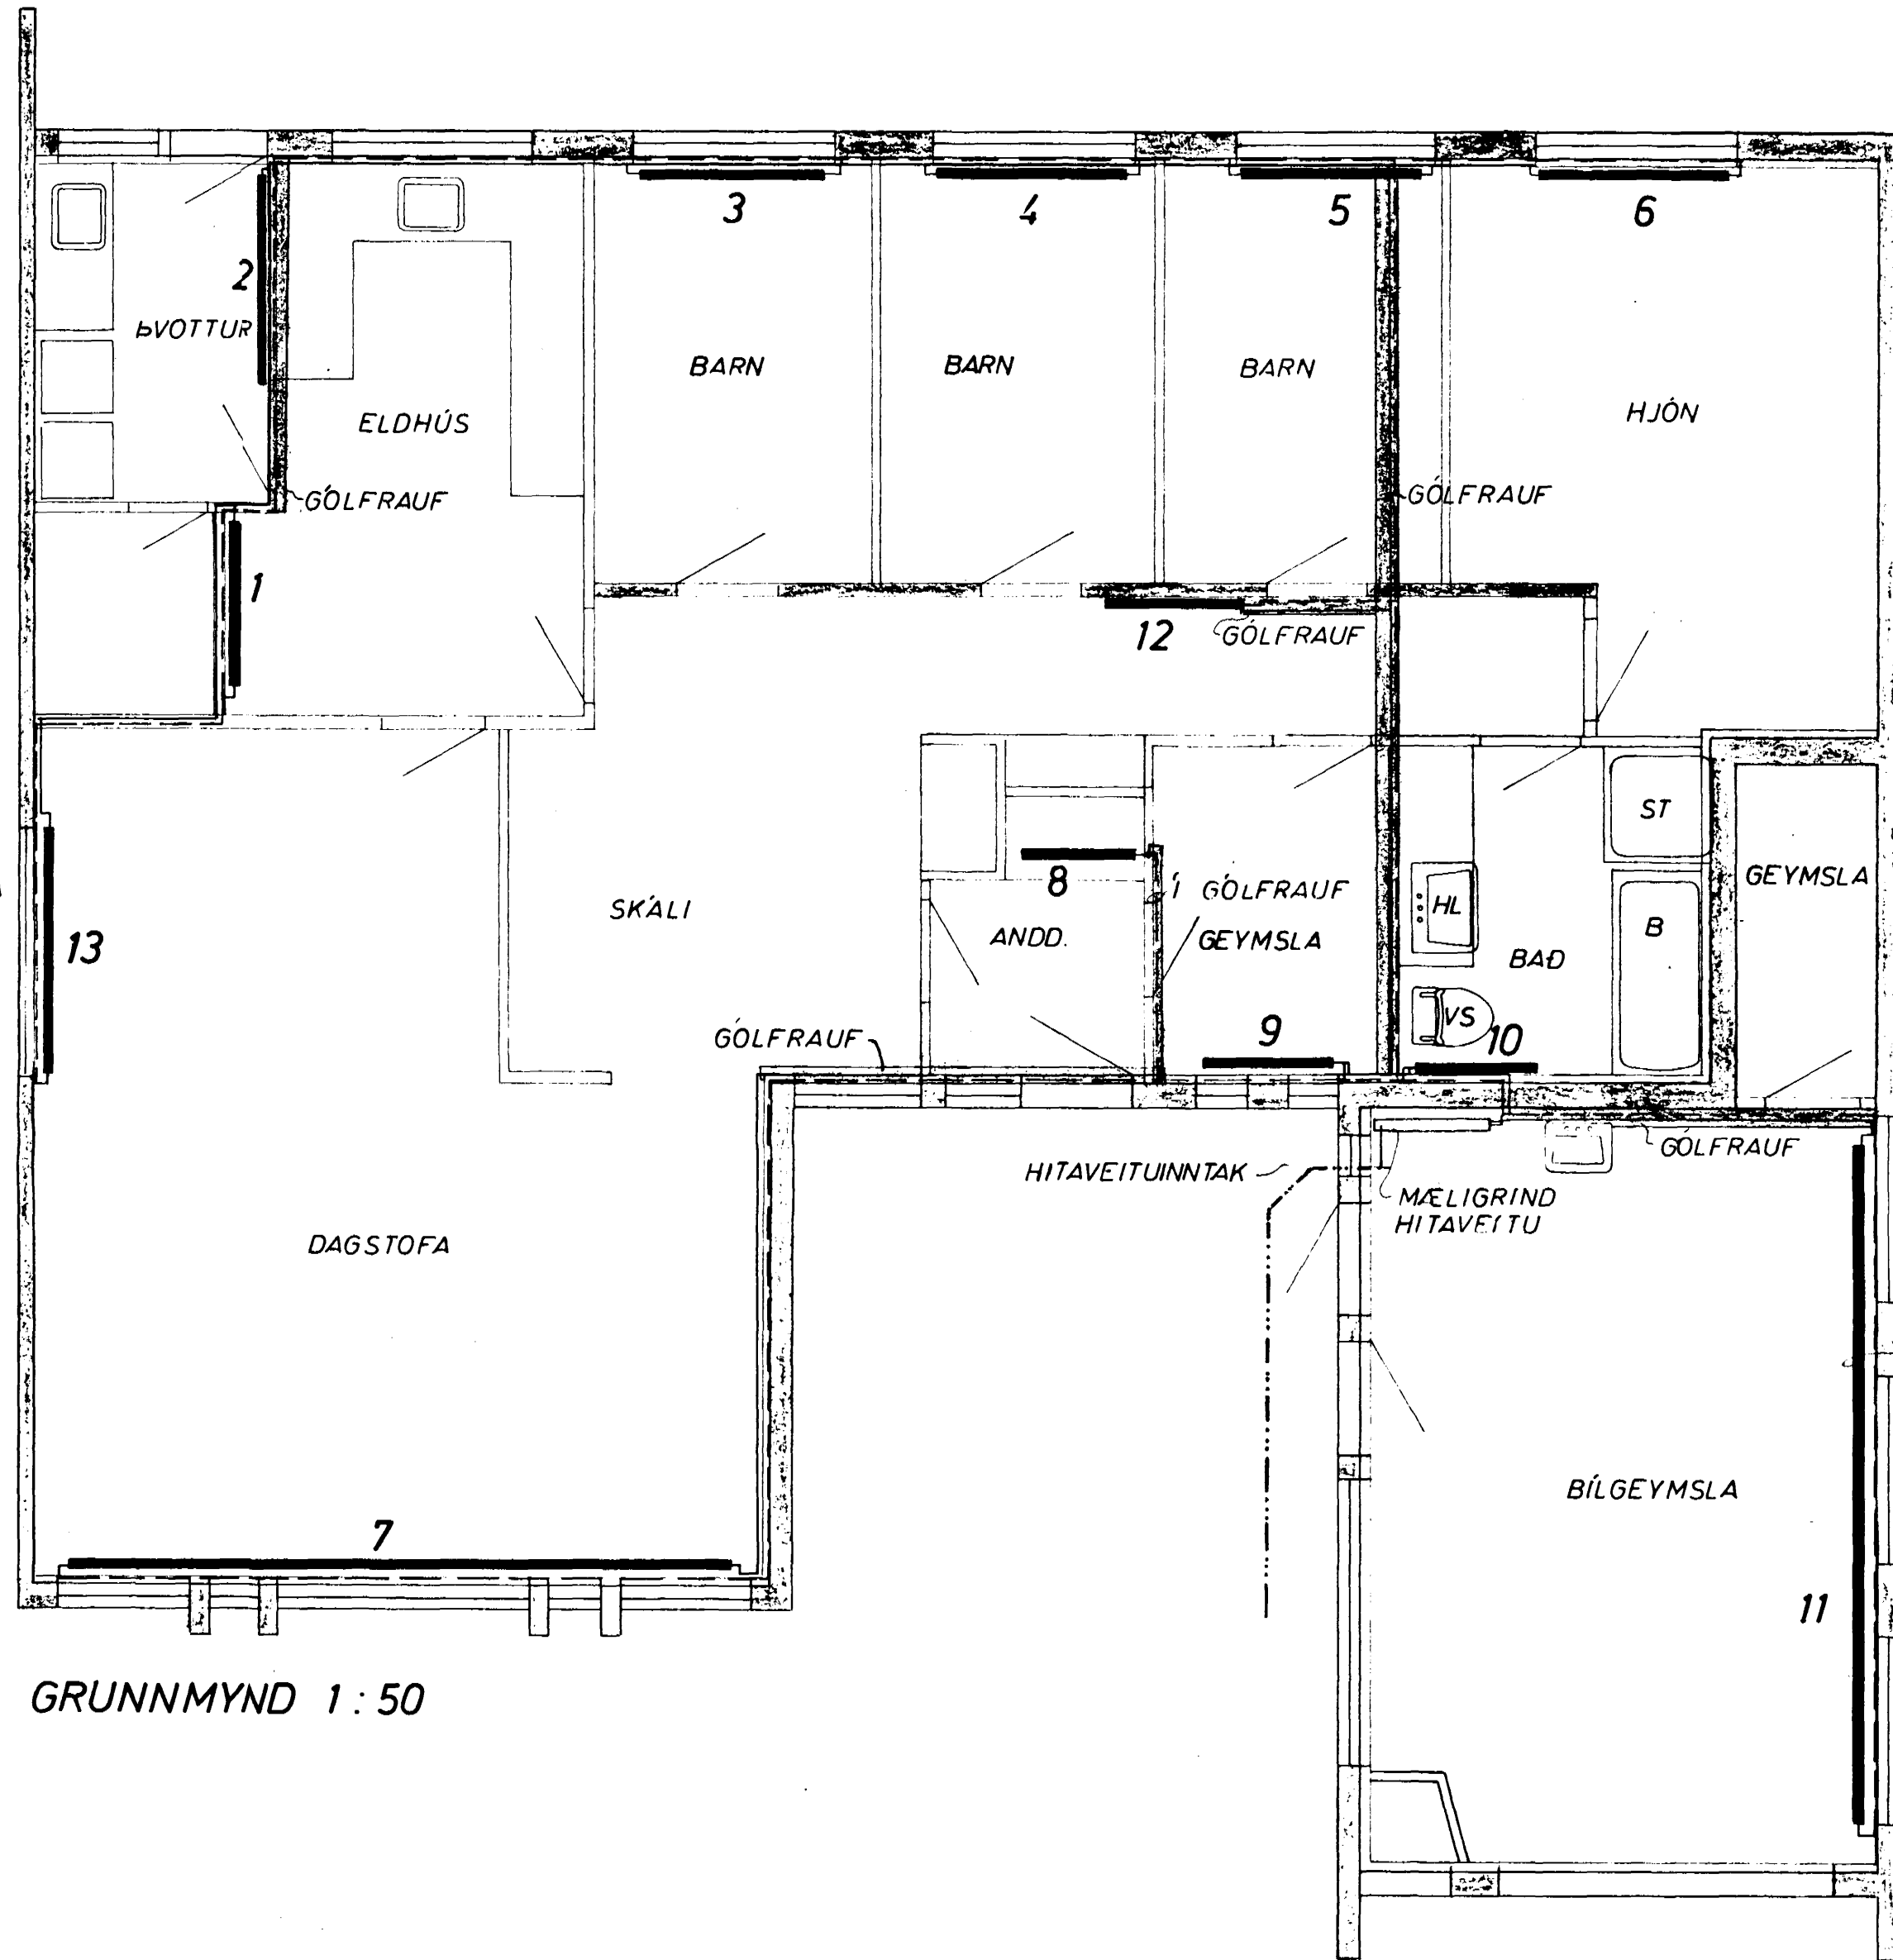 3
4
5
6
2
ÞVOTTUR
BARN
BARN
BARN
HJÓN
ELDHÚS
GÓLFRAUF
GÓLFRAUF
1
12
GÓLFRAUF
ST
GEYMSLA
8
Í GÓLFRAUF
HL
SKÁLI
13
ANDD.
GEYMSLA
B
BAÐ
VS
9
10
GÓLFRAUF
HITAVEITUINNTAK
GÓLFRAUF
MÆLIGRIND
HITAVEITU
DAGSTOFA
BÍLGEYMSLA
7
11
GRUNNMYND 1:50